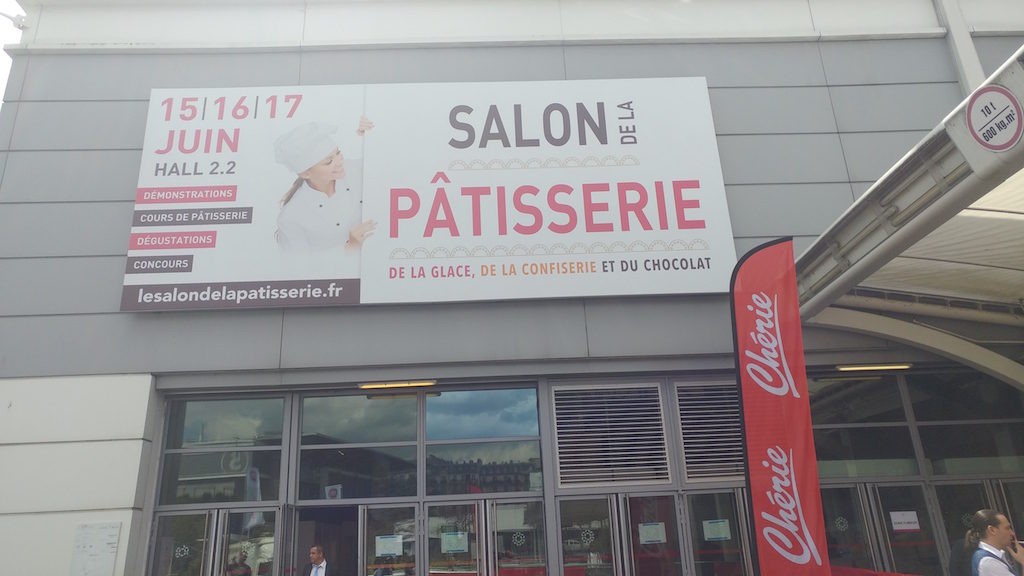 15|16|17
JUIN
HALL 2.2
DÉMONSTRATIONS
COURS DE PÂTISSERIE
DÉGUSTATIONS
CONCOURS
lesalondelapatisserie.fr
SALON DE LA
PÂTISSERIE
DE LA GLACE, DE LA CONFISERIE ET DU CHOCOLAT
10 t
600 kg.m²
Chérie
Chérie